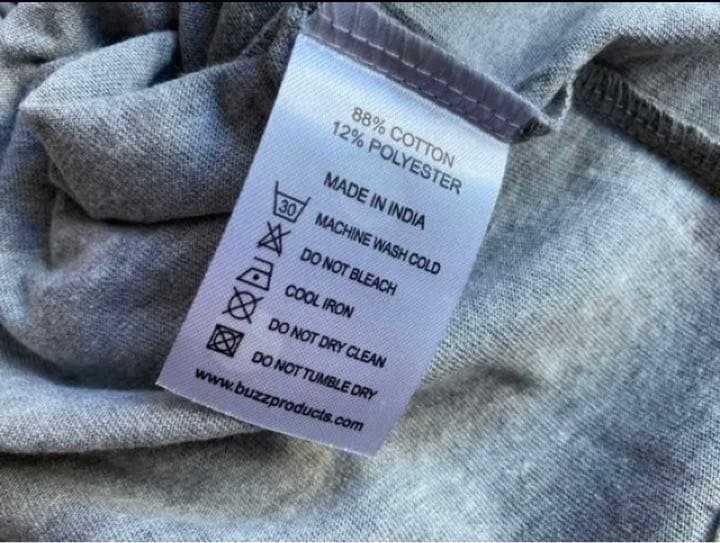 88% COTTON
12% POLYESTER
MADE IN INDIA
30 MACHINE WASH COLD
DO NOT BLEACH
COOL IRON
DO NOT DRY CLEAN
DO NOT TUMBLE DRY
www.buzzproducts.com